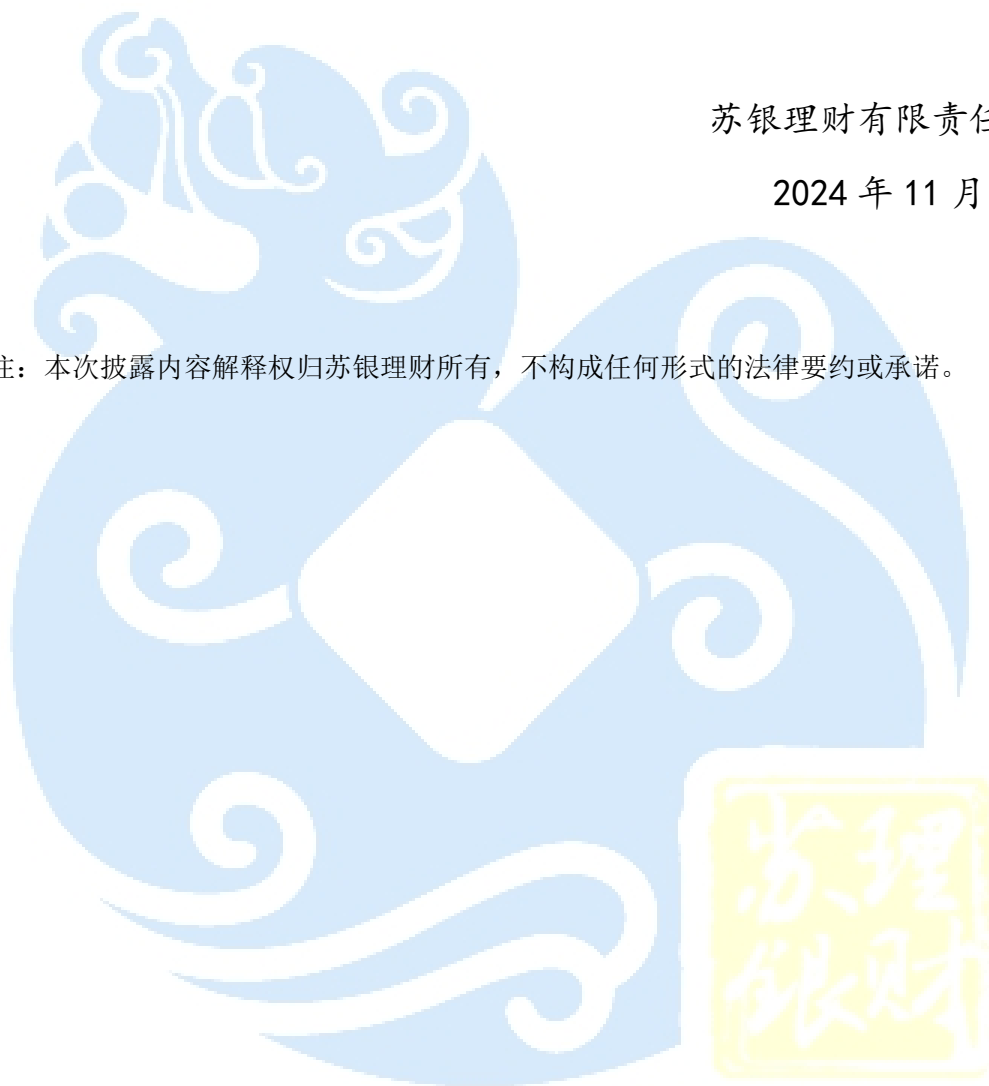 苏银理财有限责任
2024 年 11 月
注：本次披露内容解释权归苏银理财所有，不构成任何形式的法律要约或承诺。
苏理
银财